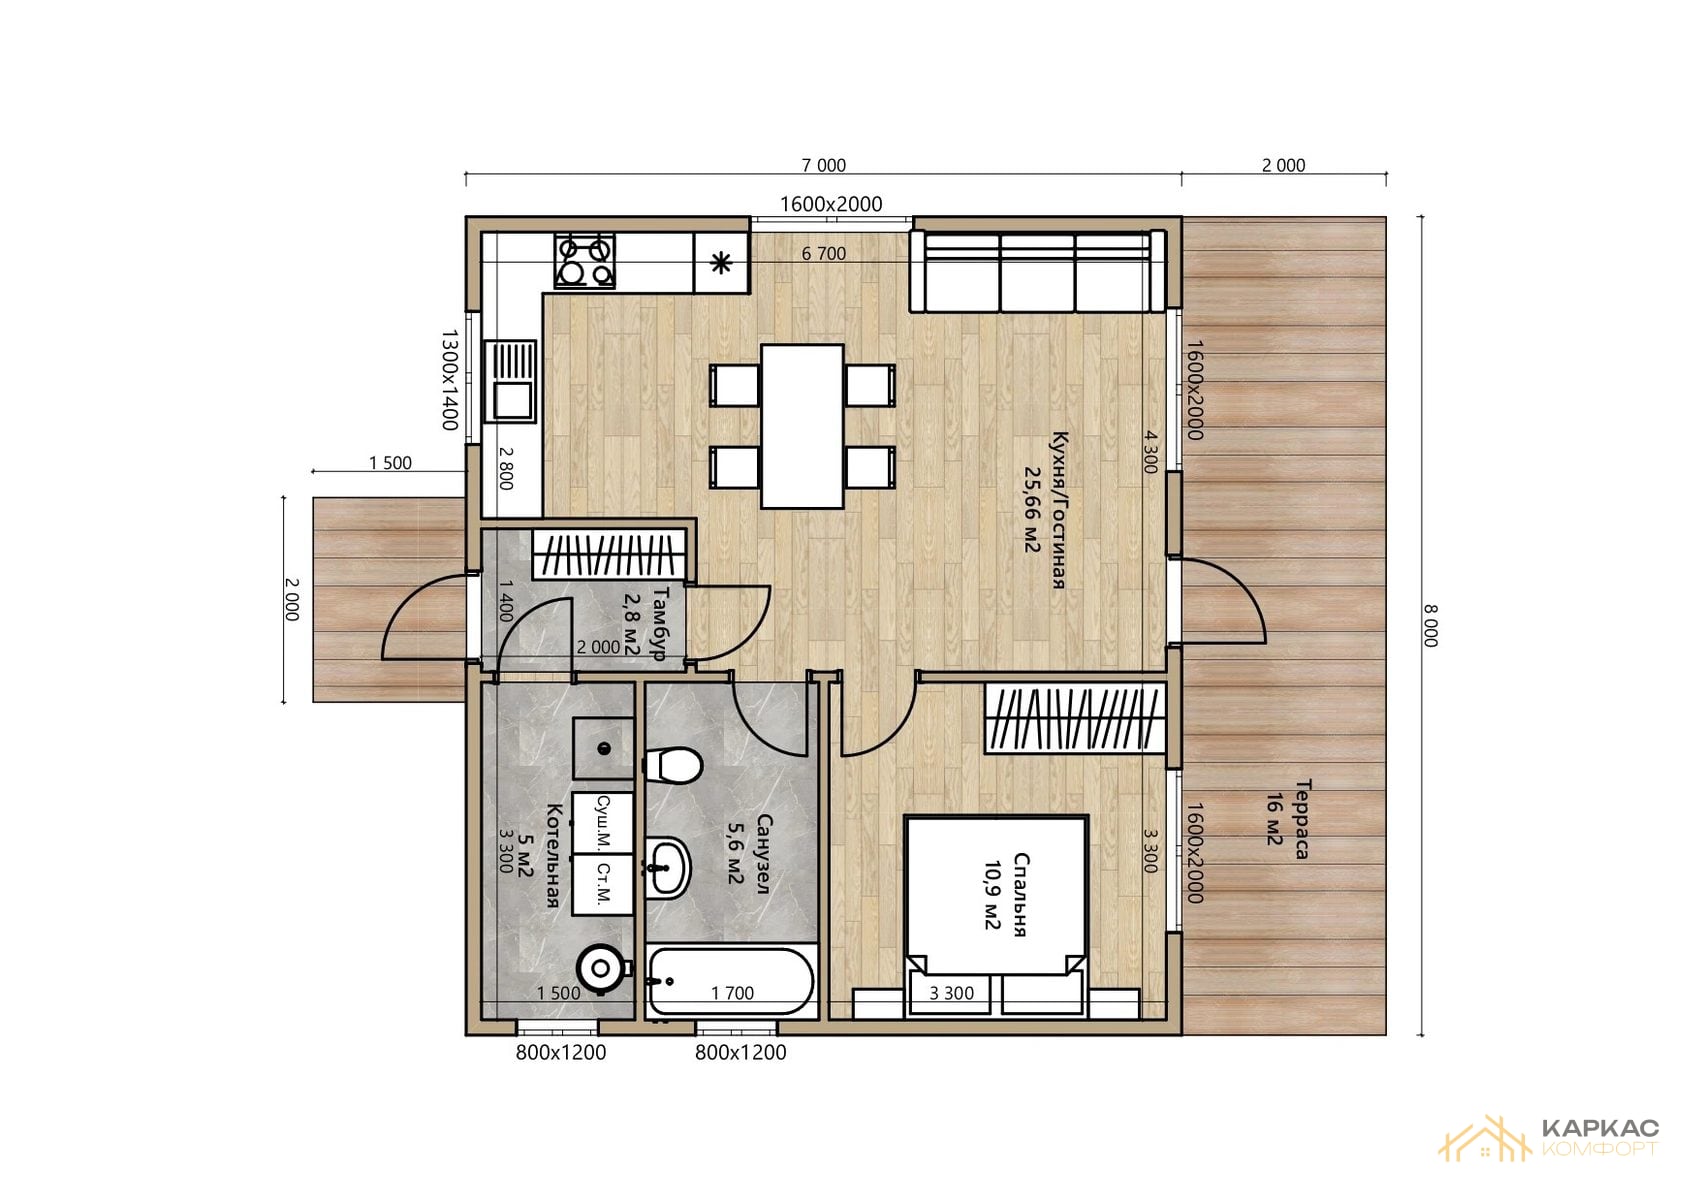 7 000
2 000
1600x2000
6 700
1300x1400
1600x2000
1 500
2 800
4 300
Кухня/Гостиная
25,66 м2
2 000
1 400
Тамбур
2,8 м2
2 000
8 000
Терраса
16 м2
Котельная
5 м2
3 300
Суш.М.
Ст.М.
Санузел
5,6 м2
Спальня
10,9 м2
3 300
1600x2000
1 500
1 700
3 300
800x1200
800x1200
КАРКАС
КОМФОРТ